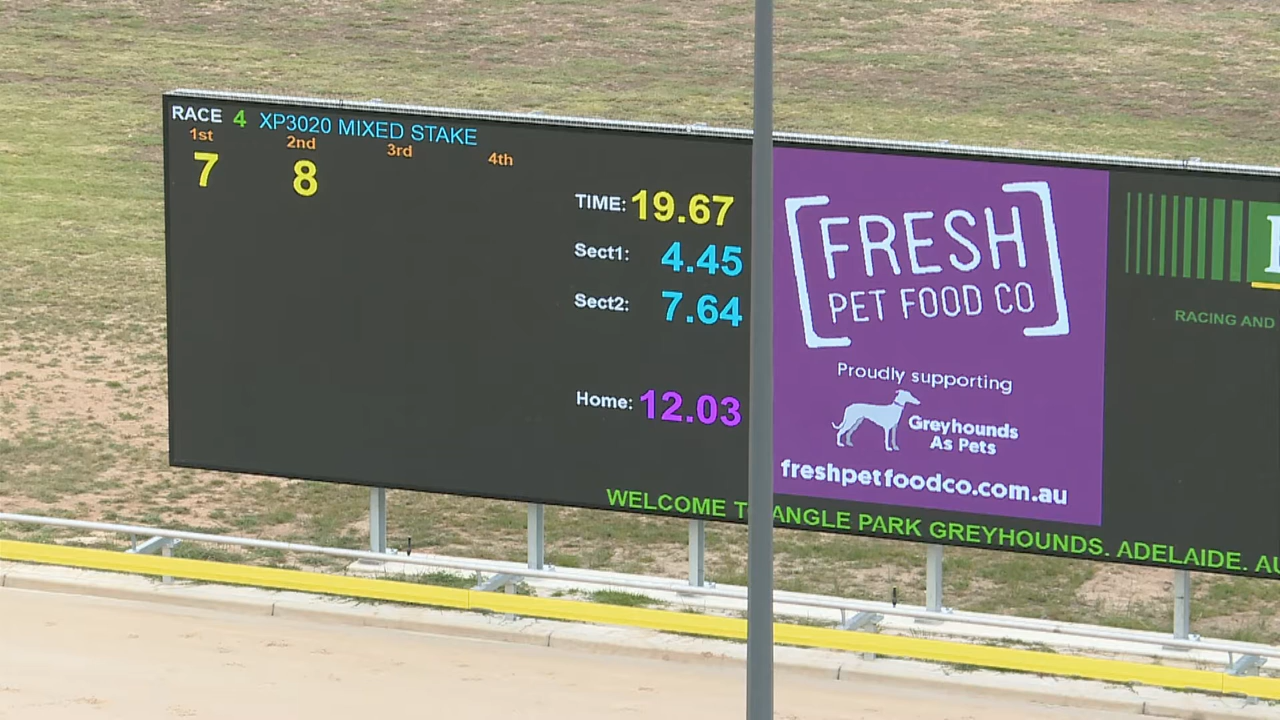 RACE 4 XP3020 MIXED STAKE
1st 2nd 3rd 4th
7 8
TIME: 19.67
Sect1: 4.45
Sect2: 7.64
Home: 12.03
FRESH
PET FOOD CO
Proudly supporting
Greyhounds
As Pets
freshpetfoodco.com.au
RACING AND
WELCOME T ANGLE PARK GREYHOUNDS. ADELAIDE. AU